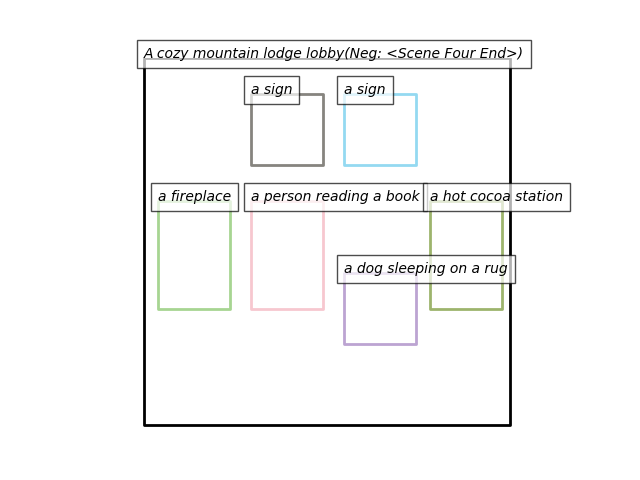 A cozy mountain lodge lobby(Neg: <Scene Four End>)
a sign
a sign
a fireplace
a person reading a book
a hot cocoa station
a dog sleeping on a rug